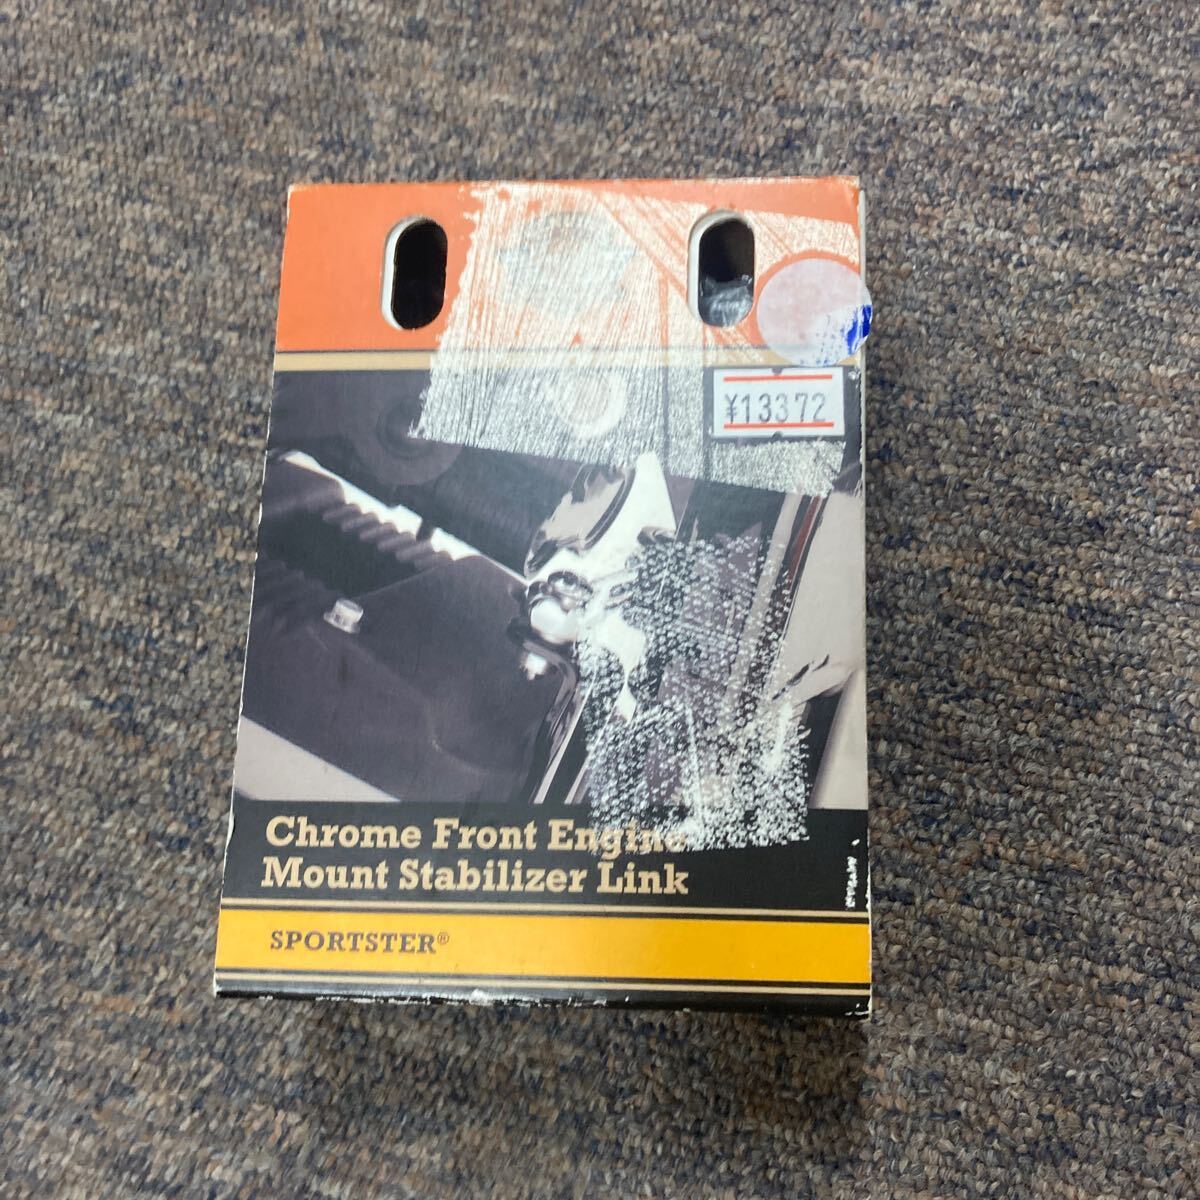 ¥13372
Chrome Front Engine
Mount Stabilizer Link
SPORTSTER®